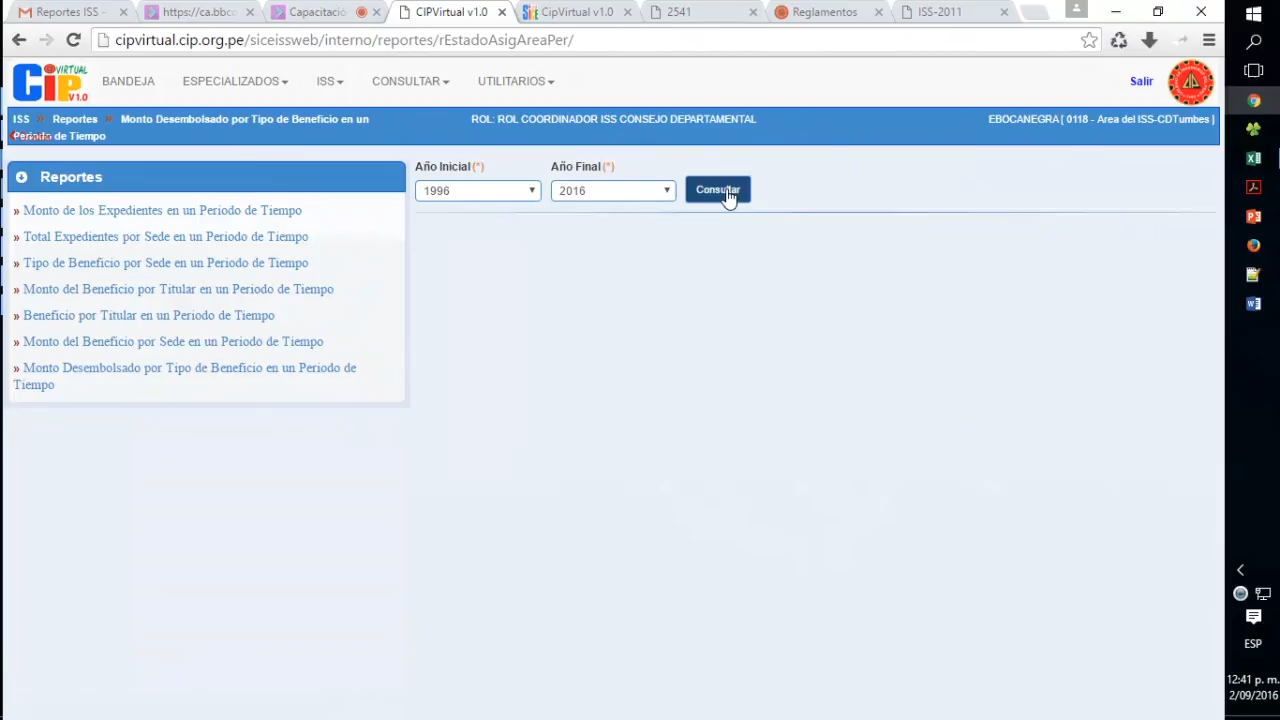 Reportes ISS -
https://ca.bbco
Capacitació
CIPVirtual v1.0
CipVirtual v1.0
2541
Reglamentos
ISS-2011
cipvirtual.cip.org.pe/siceissweb/interno/reportes/rEstadoAsigAreaPer/
VIRTUAL
CiP
V 1.0
BANDEJA
ESPECIALIZADOS
ISS
CONSULTAR
UTILITARIOS
Salir
ISS » Reportes » Monto Desembolsado por Tipo de Beneficio en un
Periodo de Tiempo
ROL: ROL COORDINADOR ISS CONSEJO DEPARTAMENTAL
EBOCANEGRA [ 0118 - Area del ISS-CDTumbes ]
Reportes
» Monto de los Expedientes en un Periodo de Tiempo
» Total Expedientes por Sede en un Periodo de Tiempo
» Tipo de Beneficio por Sede en un Periodo de Tiempo
» Monto del Beneficio por Titular en un Periodo de Tiempo
» Beneficio por Titular en un Periodo de Tiempo
» Monto del Beneficio por Sede en un Periodo de Tiempo
» Monto Desembolsado por Tipo de Beneficio en un Periodo de
Tiempo
Año Inicial (*)
Año Final (*)
1996
2016
Consultar
ESP
12:41 p. m.
2/09/2016